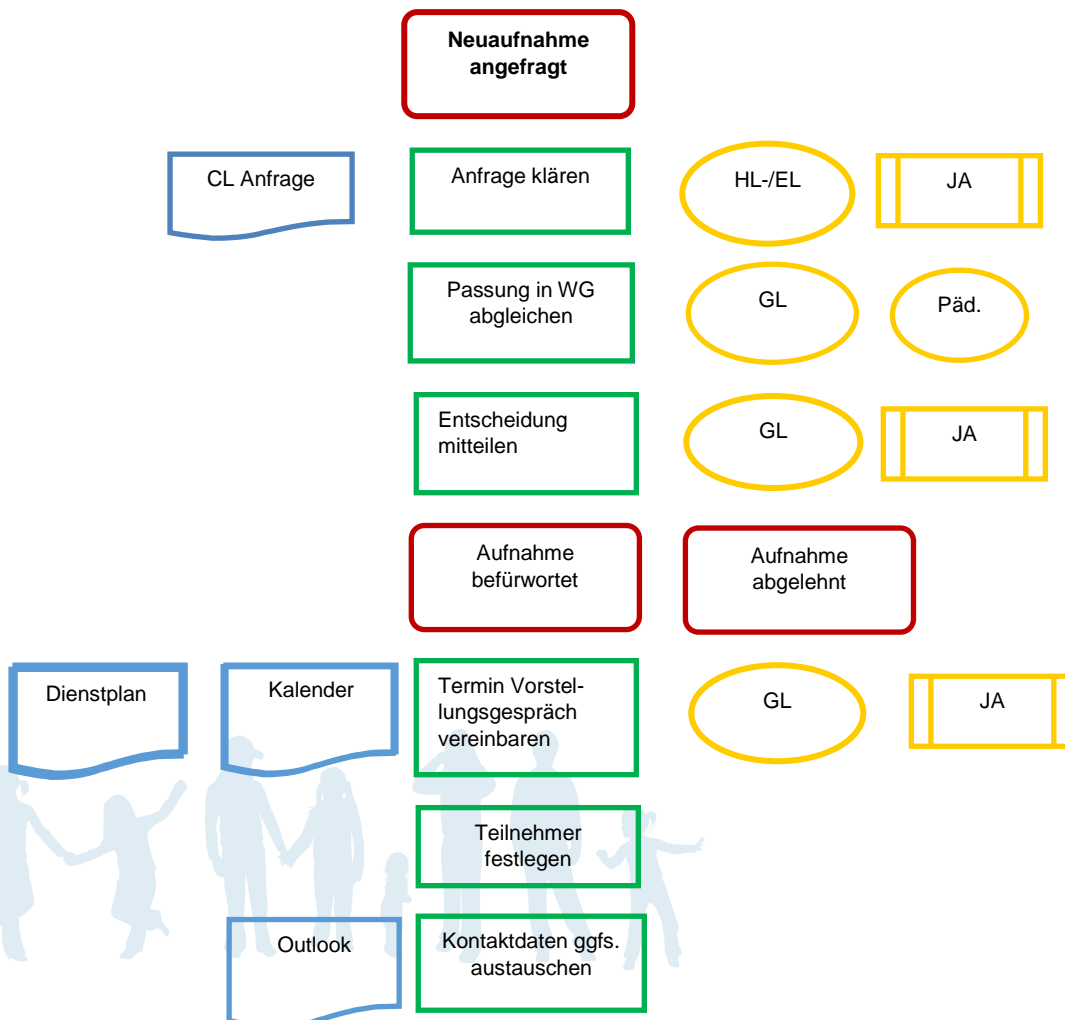 Neuaufnahme
angefragt
CL Anfrage
Anfrage klären
HL-/EL
JA
Passung in WG
abgleichen
GL
Päd.
Entscheidung
mitteilen
GL
JA
Aufnahme
befürwortet
Aufnahme
abgelehnt
Dienstplan
Kalender
Termin Vorstel-
lungsgespräch
vereinbaren
GL
JA
Teilnehmer
festlegen
Outlook
Kontaktdaten ggfs.
austauschen